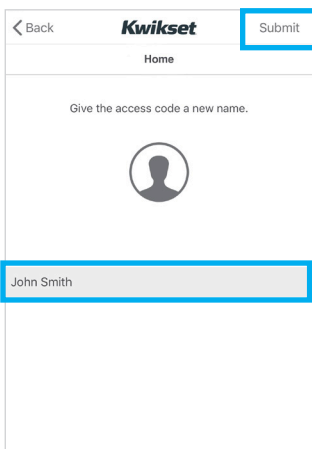 Back Kwikset Submit
Home
Give the access code a new name.
John Smith